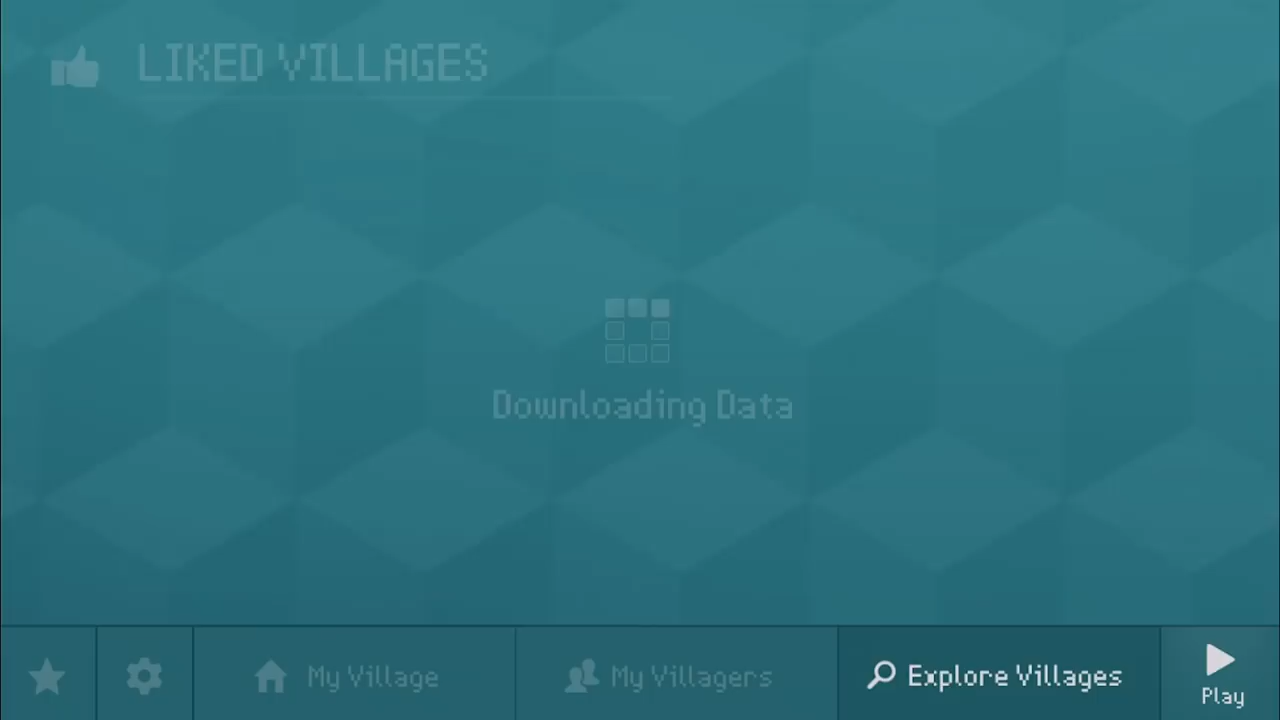 LIKED VILLAGES
Downloading Data
My Village
My Villagers
Explore Villages
Play